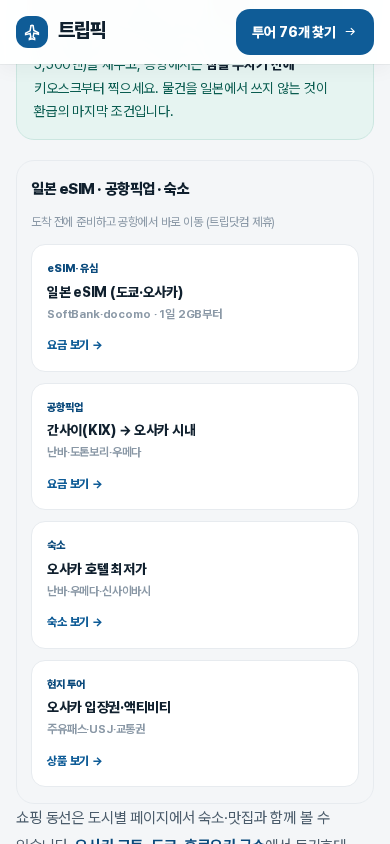 트립픽
투어 76개 찾기 →
키오스크부터 찍으세요. 물건을 일본에서 쓰지 않는 것이
환급의 마지막 조건입니다.
일본 eSIM · 공항픽업 · 숙소
도착 전에 준비하고 공항에서 바로 이동 (트립닷컴 제휴)
eSIM·유심
일본 eSIM (도쿄·오사카)
SoftBank·docomo · 1일 2GB부터
요금 보기 →
공항픽업
간사이(KIX) → 오사카 시내
난바·도톤보리·우메다
요금 보기 →
숙소
오사카 호텔 최저가
난바·우메다·신사이바시
숙소 보기 →
현지 투어
오사카 입장권·액티비티
주유패스·USJ·교통권
상품 보기 →
쇼핑 동선은 도시별 페이지에서 숙소·맛집과 함께 볼 수